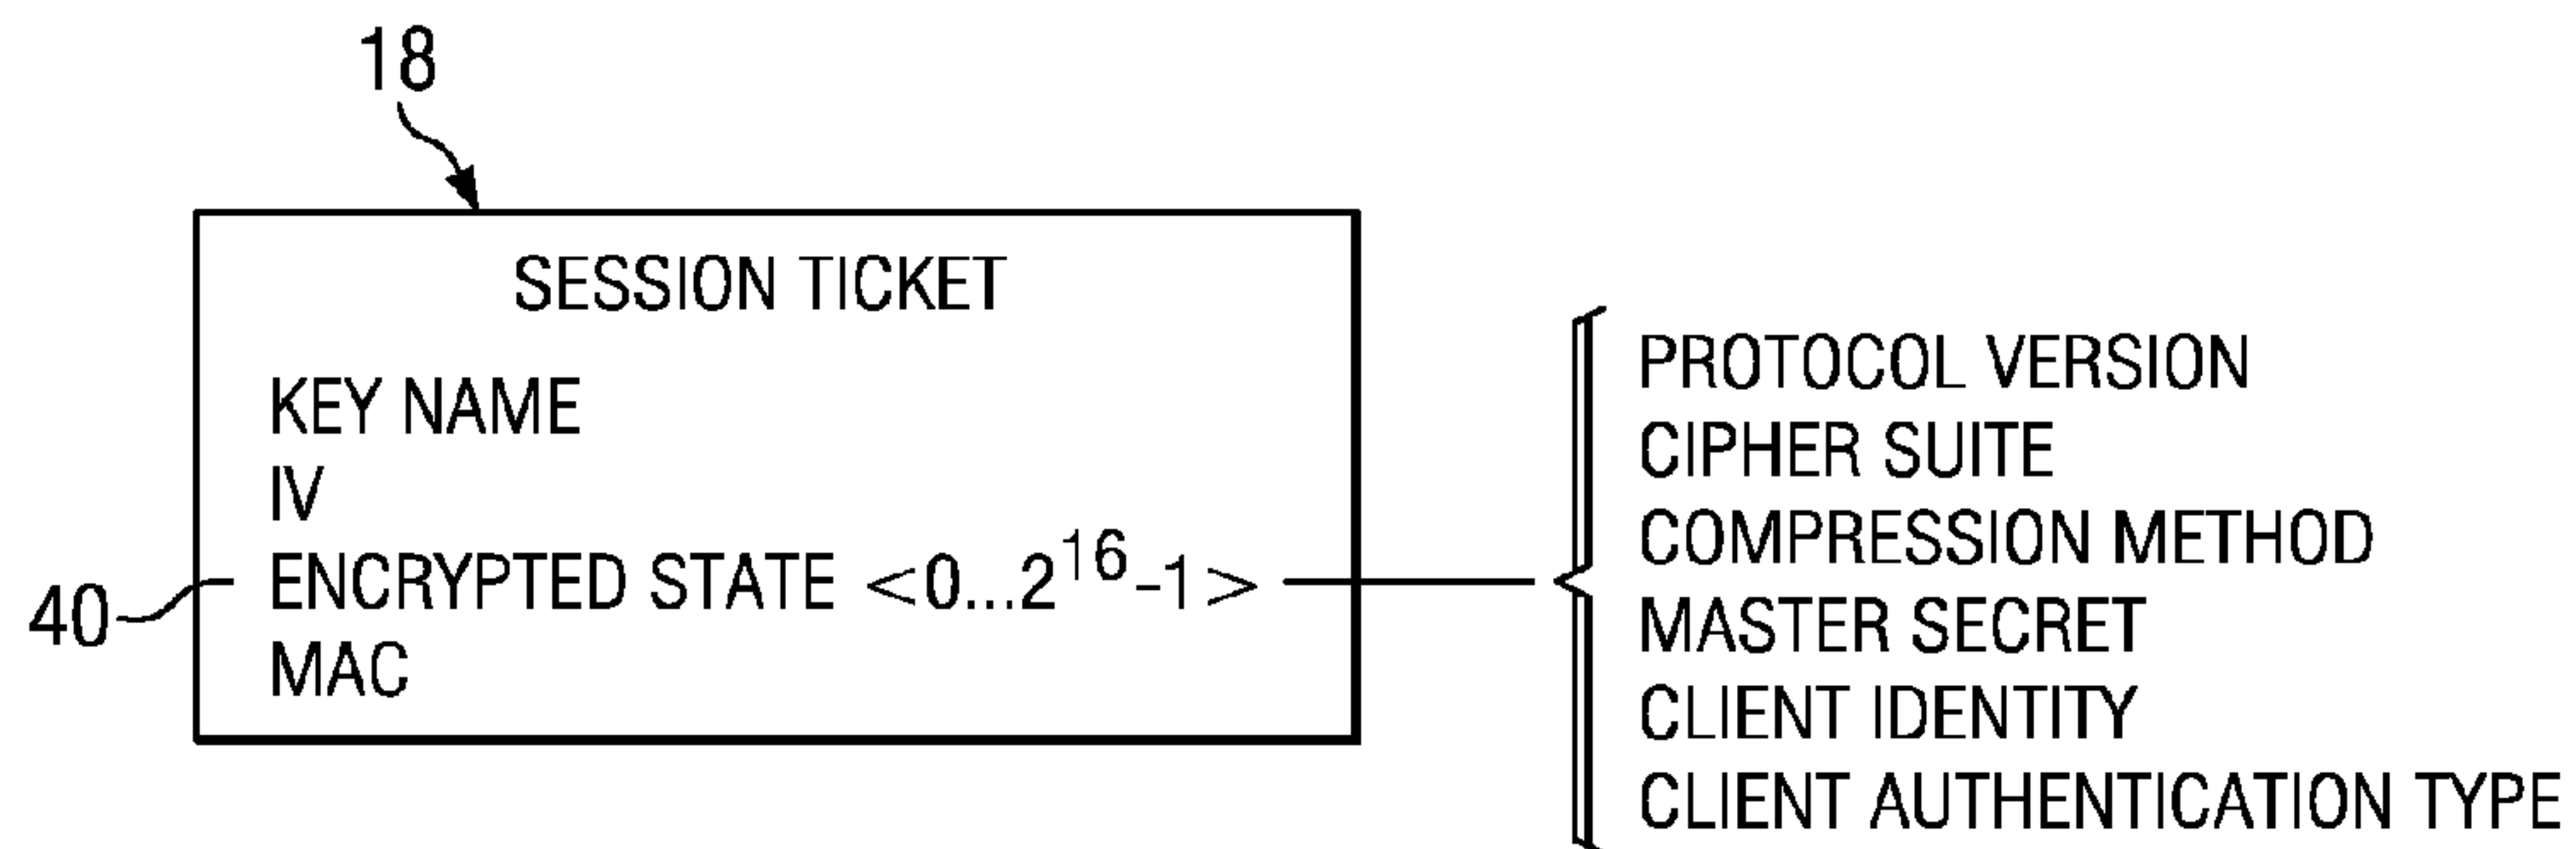 18
SESSION TICKET
KEY NAME
IV
40 ENCRYPTED STATE <0...2^16-1>
MAC
PROTOCOL VERSION
CIPHER SUITE
COMPRESSION METHOD
MASTER SECRET
CLIENT IDENTITY
CLIENT AUTHENTICATION TYPE